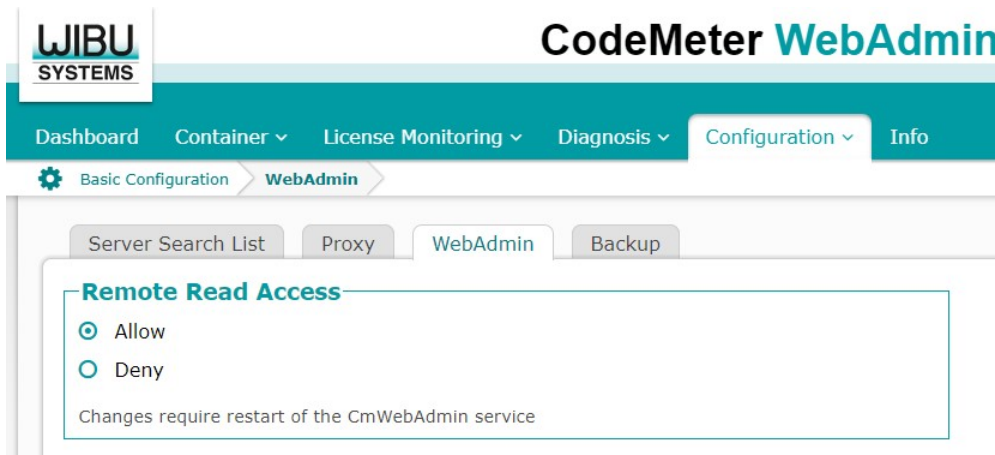 WIBU
SYSTEMS
CodeMeter WebAdmin
Dashboard Container License Monitoring Diagnosis Configuration Info
Basic Configuration WebAdmin
Server Search List Proxy WebAdmin Backup
Remote Read Access
Allow
Deny
Changes require restart of the CmWebAdmin service